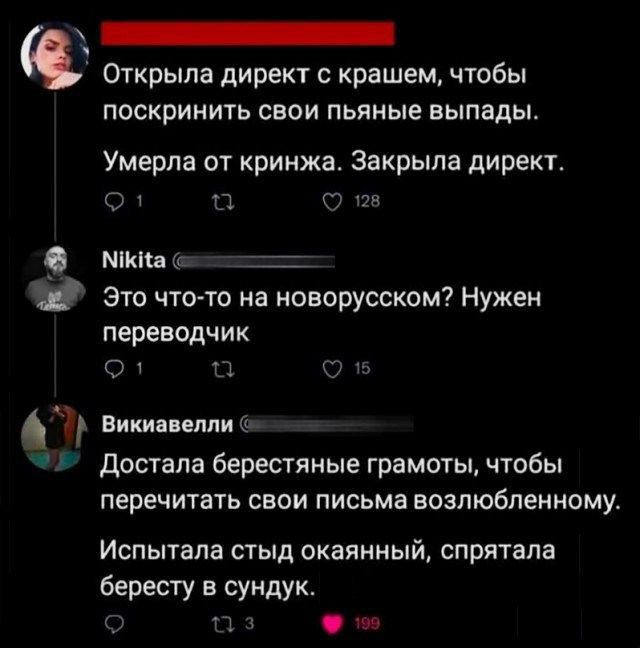 Открыла директ с крашем, чтобы
поскринить свои пьяные выпады.
Умерла от кринжа. Закрыла директ.
1 128
Nikita
Это что-то на новорусском? Нужен
переводчик
1 15
Викиавелли
Достала берестяные грамоты, чтобы
перечитать свои письма возлюбленному.
Испытала стыд окаянный, спрятала
бересту в сундук.
3 199